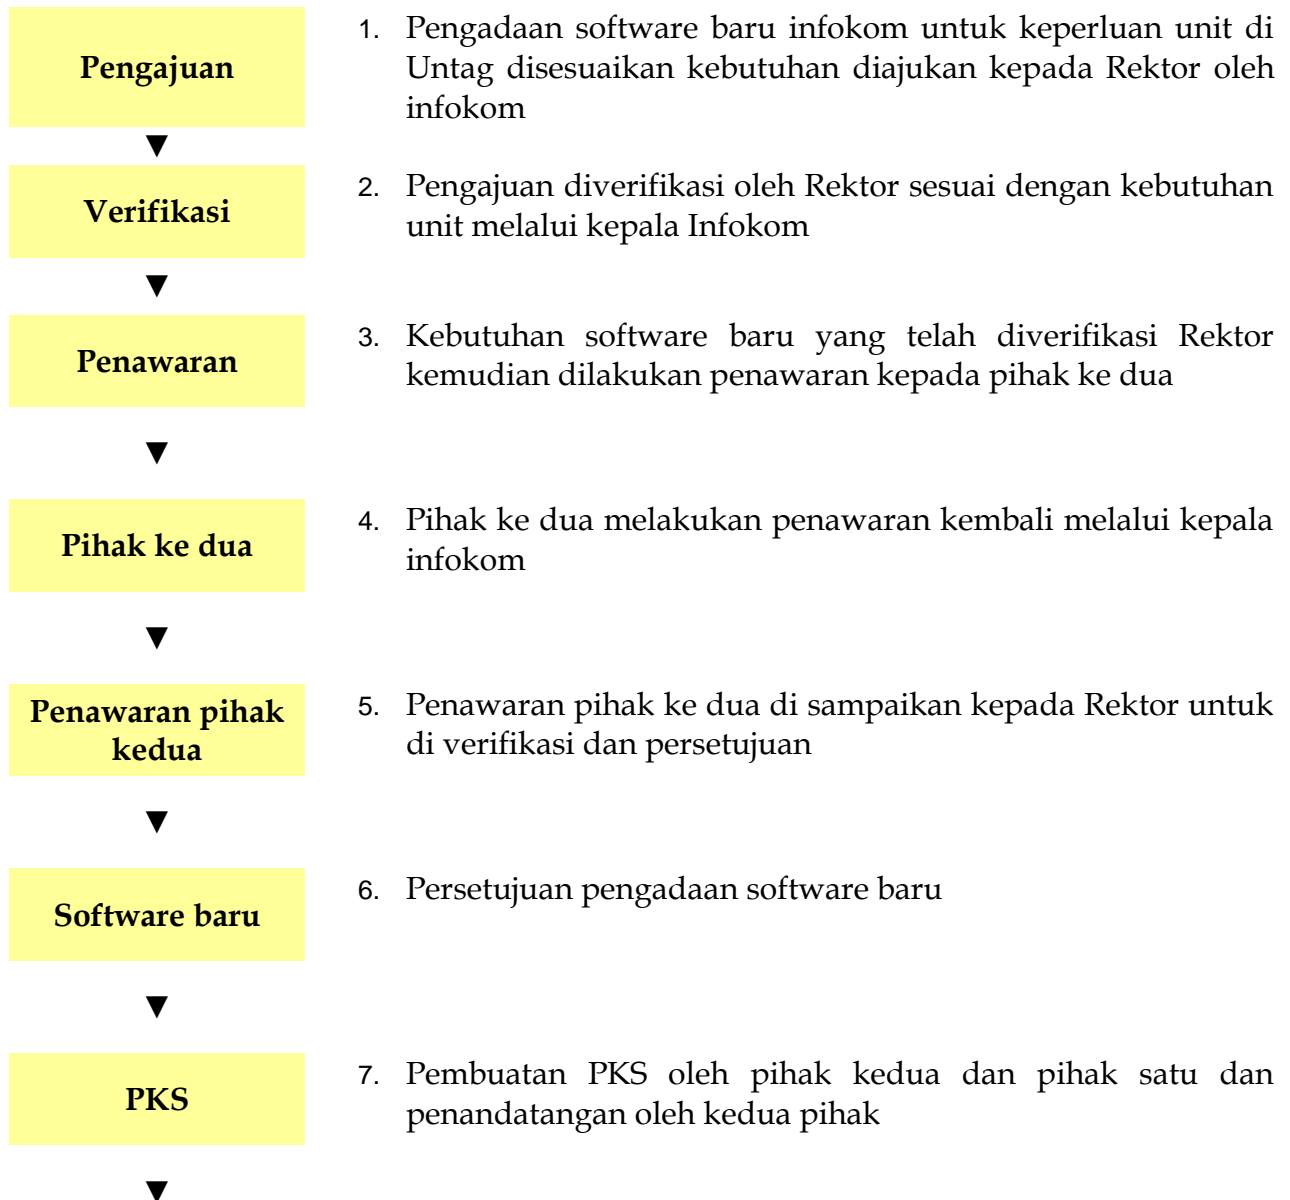 Pengajuan
1. Pengadaan software baru infokom untuk keperluan unit di
Untag disesuaikan kebutuhan diajukan kepada Rektor oleh
infokom
▼
Verifikasi
2. Pengajuan diverifikasi oleh Rektor sesuai dengan kebutuhan
unit melalui kepala Infokom
▼
Penawaran
3. Kebutuhan software baru yang telah diverifikasi Rektor
kemudian dilakukan penawaran kepada pihak ke dua
▼
Pihak ke dua
4. Pihak ke dua melakukan penawaran kembali melalui kepala
infokom
▼
Penawaran pihak
kedua
5. Penawaran pihak ke dua di sampaikan kepada Rektor untuk
di verifikasi dan persetujuan
▼
Software baru
6. Persetujuan pengadaan software baru
▼
PKS
7. Pembuatan PKS oleh pihak kedua dan pihak satu dan
penandatangan oleh kedua pihak
▼